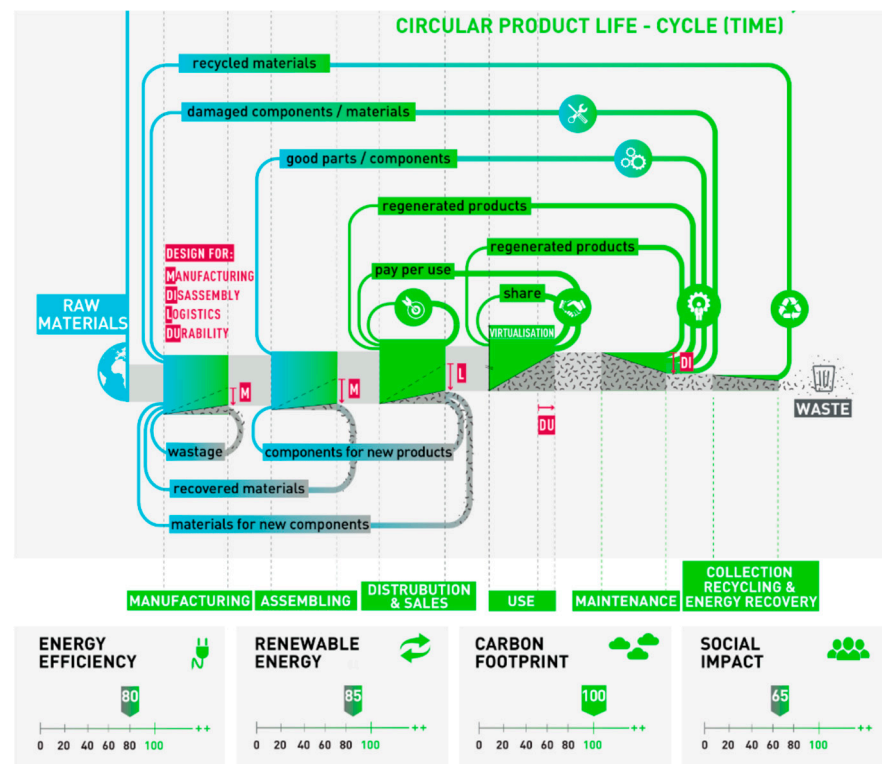 CIRCULAR PRODUCT LIFE - CYCLE (TIME)
recycled materials
damaged components / materials
good parts / components
regenerated products
regenerated products
pay per use
share
VIRTUALISATION
DESIGN FOR:
MANUFACTURING
DISASSEMBLY
LOGISTICS
DURABILITY
RAW
MATERIALS
M
M
L
DI
DU
WASTE
wastage
components for new products
recovered materials
materials for new components
MANUFACTURING
ASSEMBLING
DISTRUBUTION
& SALES
USE
MAINTENANCE
COLLECTION
RECYCLING &
ENERGY RECOVERY
ENERGY
EFFICIENCY
80
++
0 20 40 60 80 100
RENEWABLE
ENERGY
85
++
0 20 40 60 80 100
CARBON
FOOTPRINT
100
++
0 20 40 60 80 100
SOCIAL
IMPACT
65
++
0 20 40 60 80 100